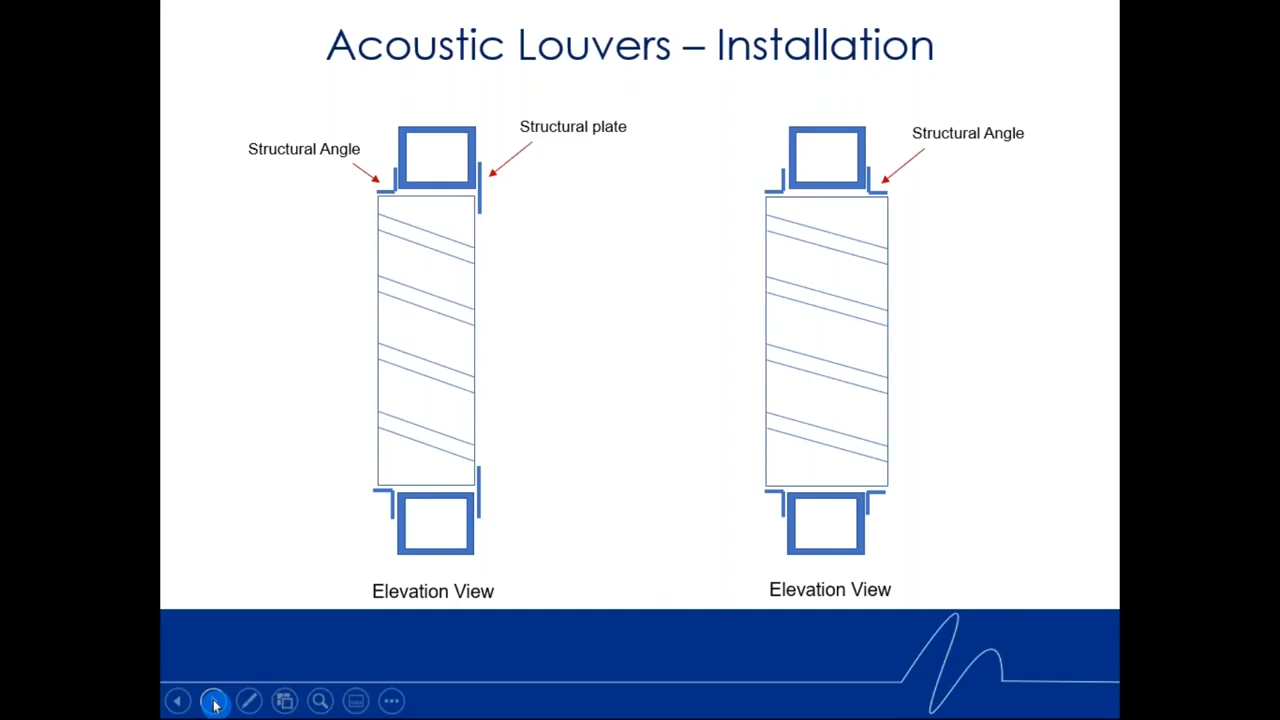 Acoustic Louvers – Installation
Structural Angle
Structural plate
Structural Angle
Elevation View
Elevation View